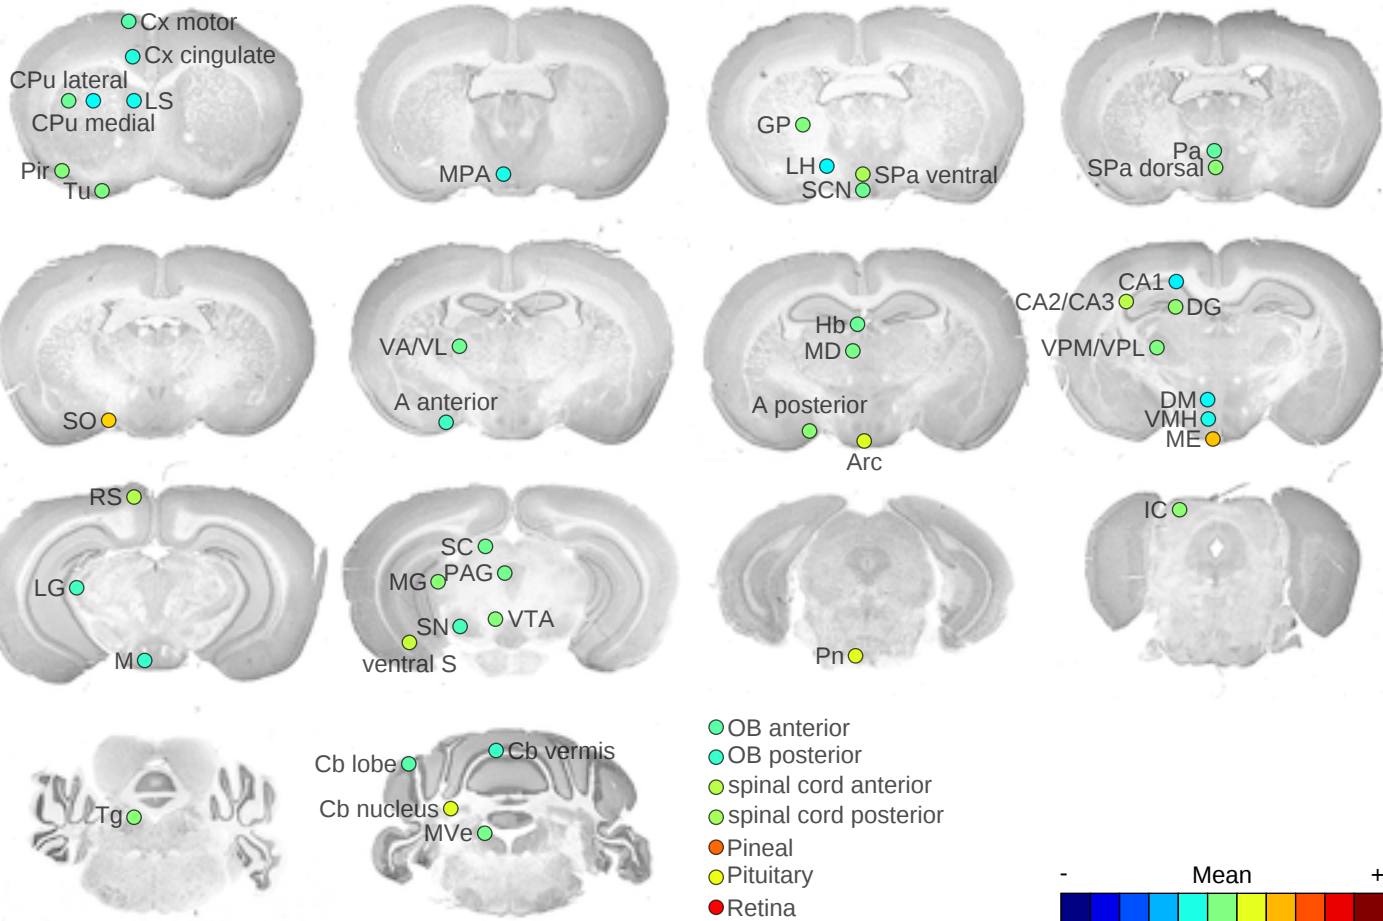 Cx motor
Cx cingulate
CPu lateral
LS
CPu medial
Pir
Tu
MPA
GP
LH
SPa ventral
SCN
Pa
SPa dorsal
SO
VA/VL
A anterior
Hb
MD
A posterior
Arc
CA1
CA2/CA3
DG
VPM/VPL
DM
VMH
ME
RS
LG
M
SC
MG
PAG
SN
VTA
ventral S
Pn
IC
Tg
Cb lobe
Cb vermis
Cb nucleus
MVe
OB anterior
OB posterior
spinal cord anterior
spinal cord posterior
Pineal
Pituitary
Retina
- Mean +